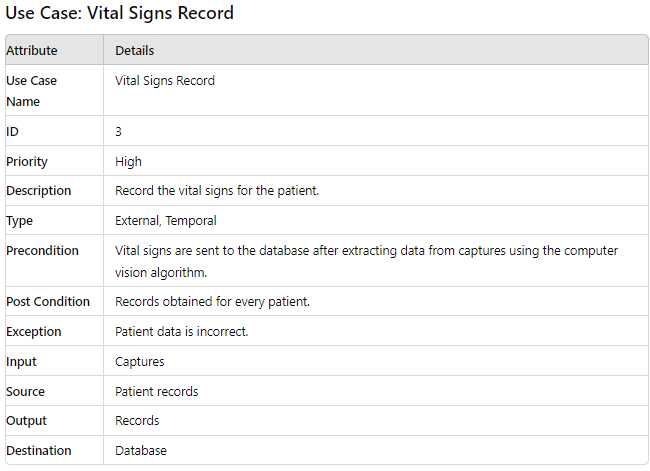 Use Case: Vital Signs Record
Attribute Details
Use Case Name Vital Signs Record
ID 3
Priority High
Description Record the vital signs for the patient.
Type External, Temporal
Precondition Vital signs are sent to the database after extracting data from captures using the computer
vision algorithm.
Post Condition Records obtained for every patient.
Exception Patient data is incorrect.
Input Captures
Source Patient records
Output Records
Destination Database